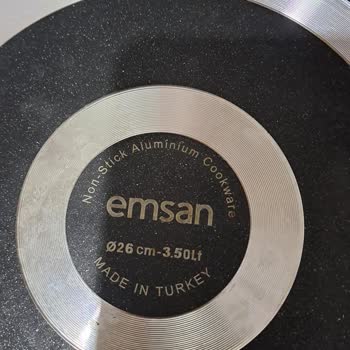 Non-Stick Aluminium Cookware
emsan
Ø26 cm-3.50Lt
MADE IN TURKEY